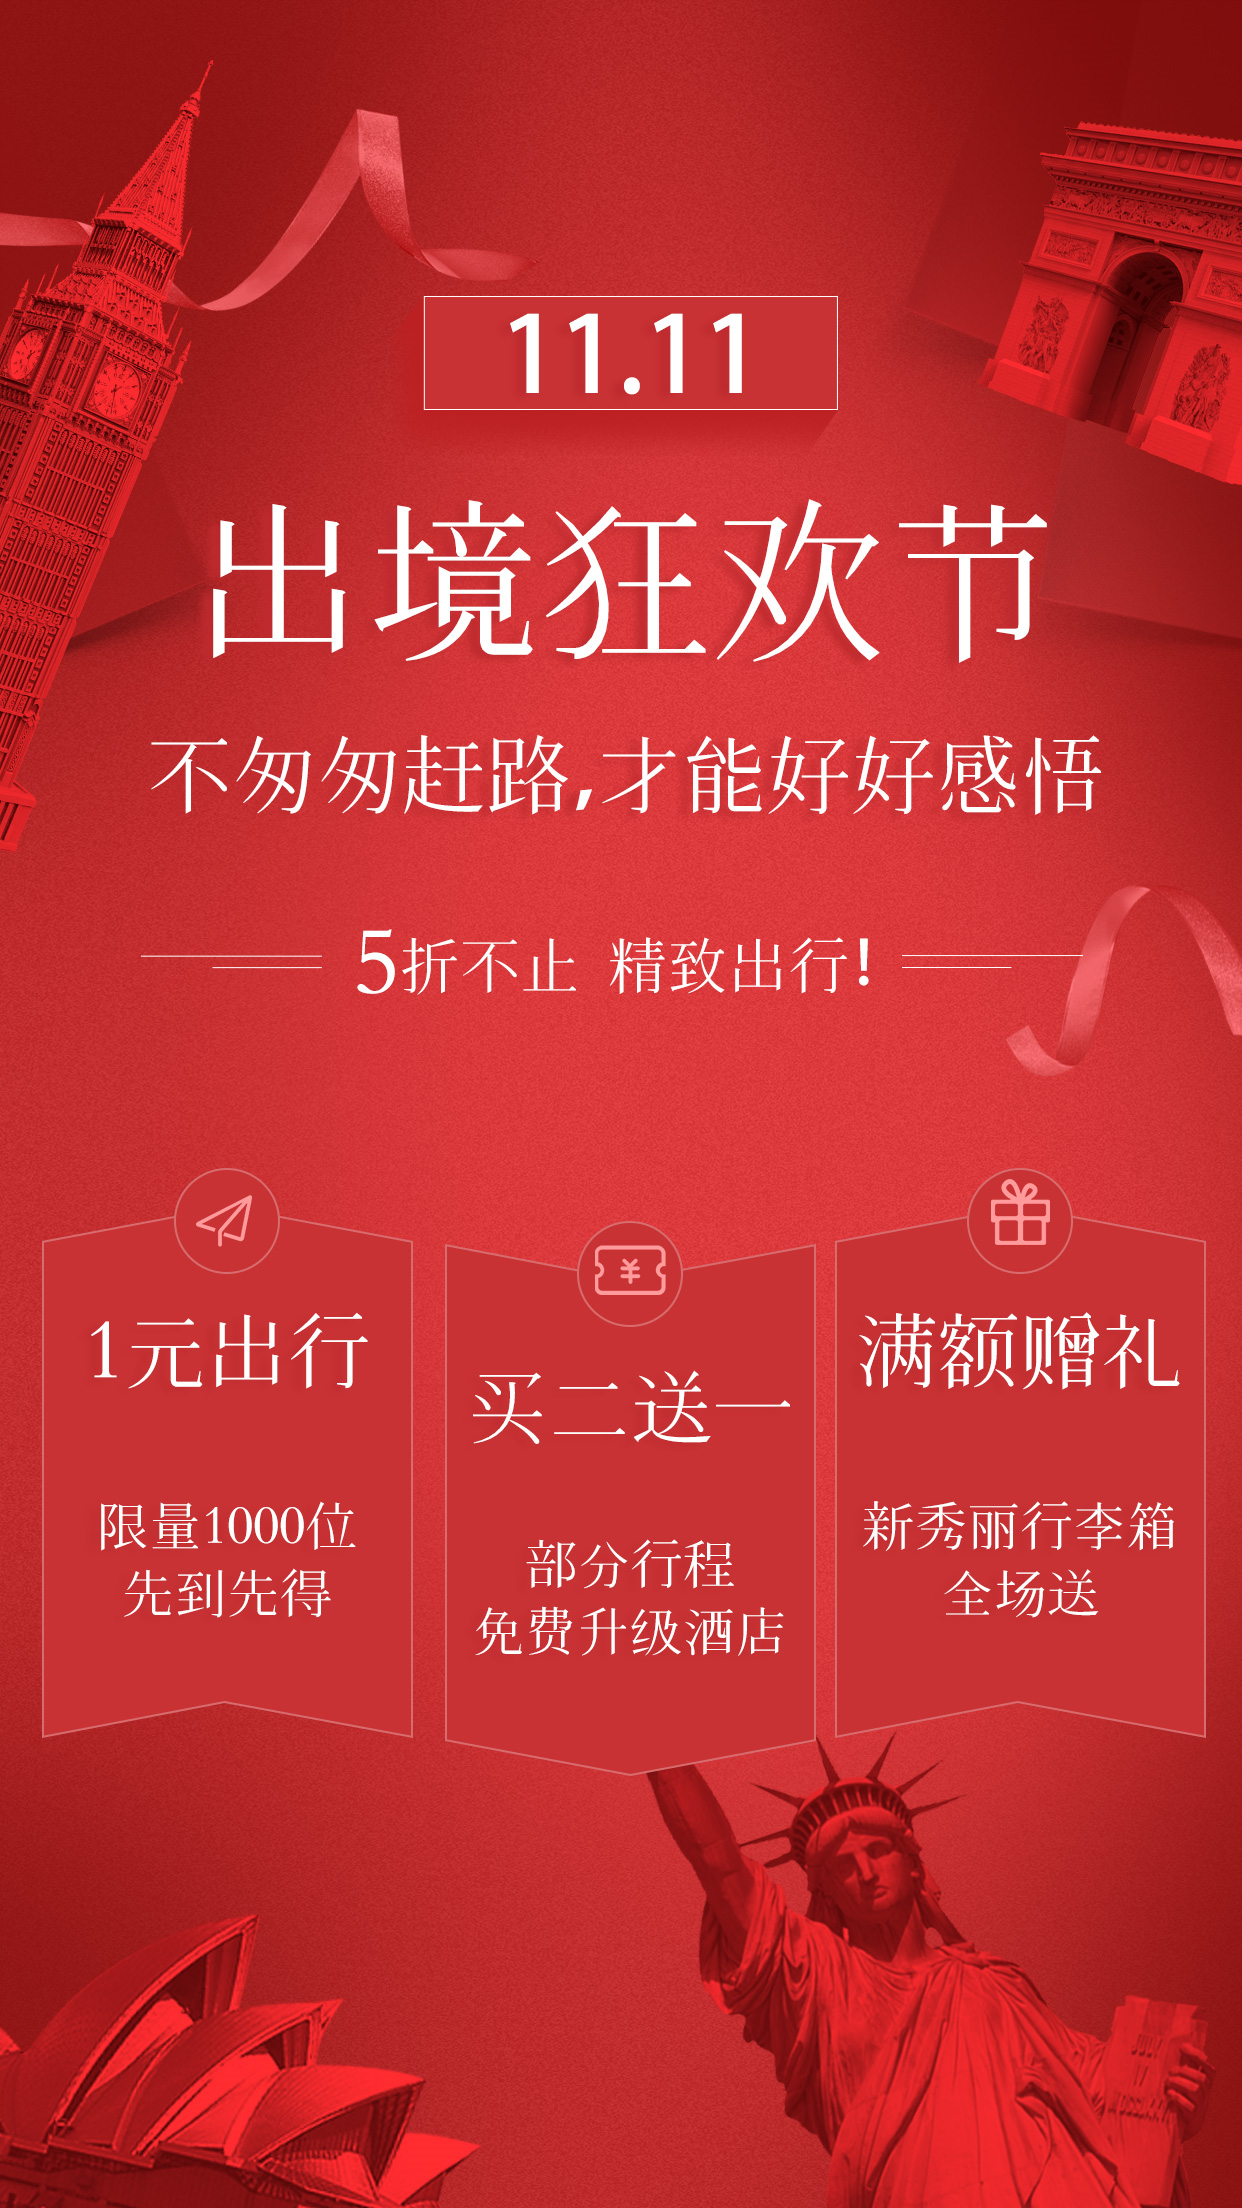 11.11
出境狂欢节
不匆匆赶路,才能好好感悟
5折不止 精致出行!
1元出行
限量1000位
先到先得
¥
买二送一
部分行程
免费升级酒店
满额赠礼
新秀丽行李箱
全场送